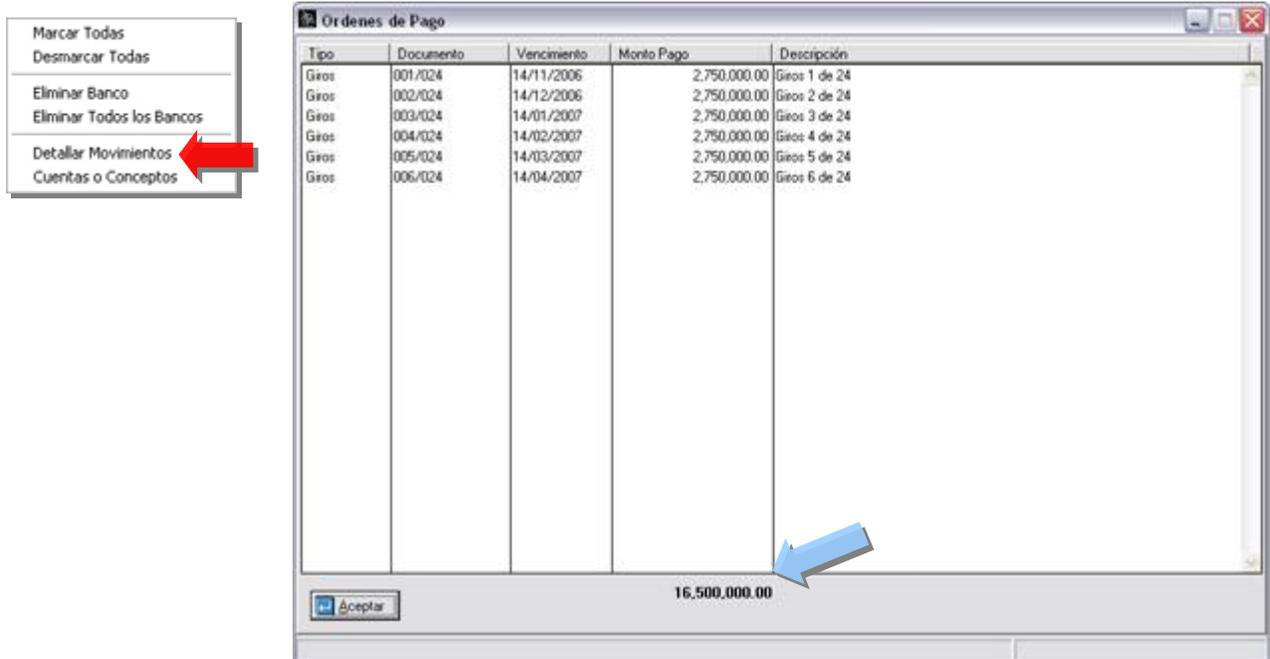 Marcar Todas
Desmarcar Todas
Eliminar Banco
Eliminar Todos los Bancos
Detallar Movimientos
Cuentas o Conceptos
Ordenes de Pago
Tipo Documento Vencimiento Monto Pago Descripción
Giros 001/024 14/11/2006 2,750,000.00 Giros 1 de 24
Giros 002/024 14/12/2006 2,750,000.00 Giros 2 de 24
Giros 003/024 14/01/2007 2,750,000.00 Giros 3 de 24
Giros 004/024 14/02/2007 2,750,000.00 Giros 4 de 24
Giros 005/024 14/03/2007 2,750,000.00 Giros 5 de 24
Giros 006/024 14/04/2007 2,750,000.00 Giros 6 de 24
16,500,000.00
Aceptar